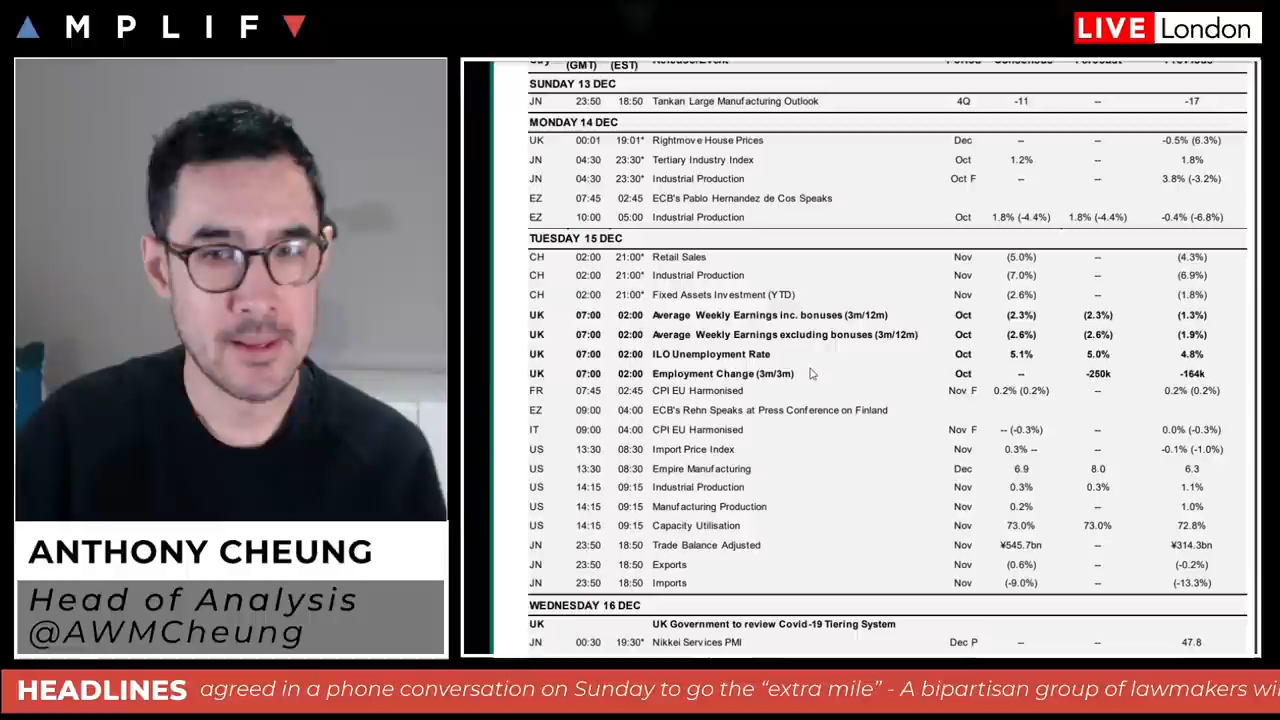 AMPLIFY
LIVE London
(GMT) (EST)
SUNDAY 13 DEC
JN 23:50 18:50 Tankan Large Manufacturing Outlook 4Q -11 -- -17
MONDAY 14 DEC
UK 00:01 19:01* Rightmove House Prices Dec -- -- -0.5% (6.3%)
JN 04:30 23:30* Tertiary Industry Index Oct 1.2% -- 1.8%
JN 04:30 23:30* Industrial Production Oct F -- -- 3.8% (-3.2%)
EZ 07:45 02:45 ECB's Pablo Hernandez de Cos Speaks
EZ 10:00 05:00 Industrial Production Oct 1.8% (-4.4%) 1.8% (-4.4%) -0.4% (-6.8%)
TUESDAY 15 DEC
CH 02:00 21:00* Retail Sales Nov (5.0%) -- (4.3%)
CH 02:00 21:00* Industrial Production Nov (7.0%) -- (6.9%)
CH 02:00 21:00* Fixed Assets Investment (YTD) Nov (2.6%) -- (1.8%)
UK 07:00 02:00 Average Weekly Earnings inc. bonuses (3m/12m) Oct (2.3%) (2.3%) (1.3%)
UK 07:00 02:00 Average Weekly Earnings excluding bonuses (3m/12m) Oct (2.6%) (2.6%) (1.9%)
UK 07:00 02:00 ILO Unemployment Rate Oct 5.1% 5.0% 4.8%
UK 07:00 02:00 Employment Change (3m/3m) Oct -- -250k -164k
FR 07:45 02:45 CPI EU Harmonised Nov F 0.2% (0.2%) 0.2% (0.2%)
EZ 09:00 04:00 ECB's Rehn Speaks at Press Conference on Finland
IT 09:00 04:00 CPI EU Harmonised Nov F -- (-0.3%) -- 0.0% (-0.3%)
US 13:30 08:30 Import Price Index Nov 0.3% -- -- -0.1% (-1.0%)
US 13:30 08:30 Empire Manufacturing Dec 6.9 8.0 6.3
US 14:15 09:15 Industrial Production Nov 0.3% 0.3% 1.1%
US 14:15 09:15 Manufacturing Production Nov 0.2% -- 1.0%
US 14:15 09:15 Capacity Utilisation Nov 73.0% 73.0% 72.8%
JN 23:50 18:50 Trade Balance Adjusted Nov ¥545.7bn -- ¥314.3bn
JN 23:50 18:50 Exports Nov (0.6%) -- (-0.2%)
JN 23:50 18:50 Imports Nov (-9.0%) -- (-13.3%)
WEDNESDAY 16 DEC
UK UK Government to review Covid-19 Tiering System
JN 00:30 19:30* Nikkei Services PMI Dec P -- -- 47.8
ANTHONY CHEUNG
Head of Analysis
@AWMCheung
HEADLINES agreed in a phone conversation on Sunday to go the “extra mile” - A bipartisan group of lawmakers wi